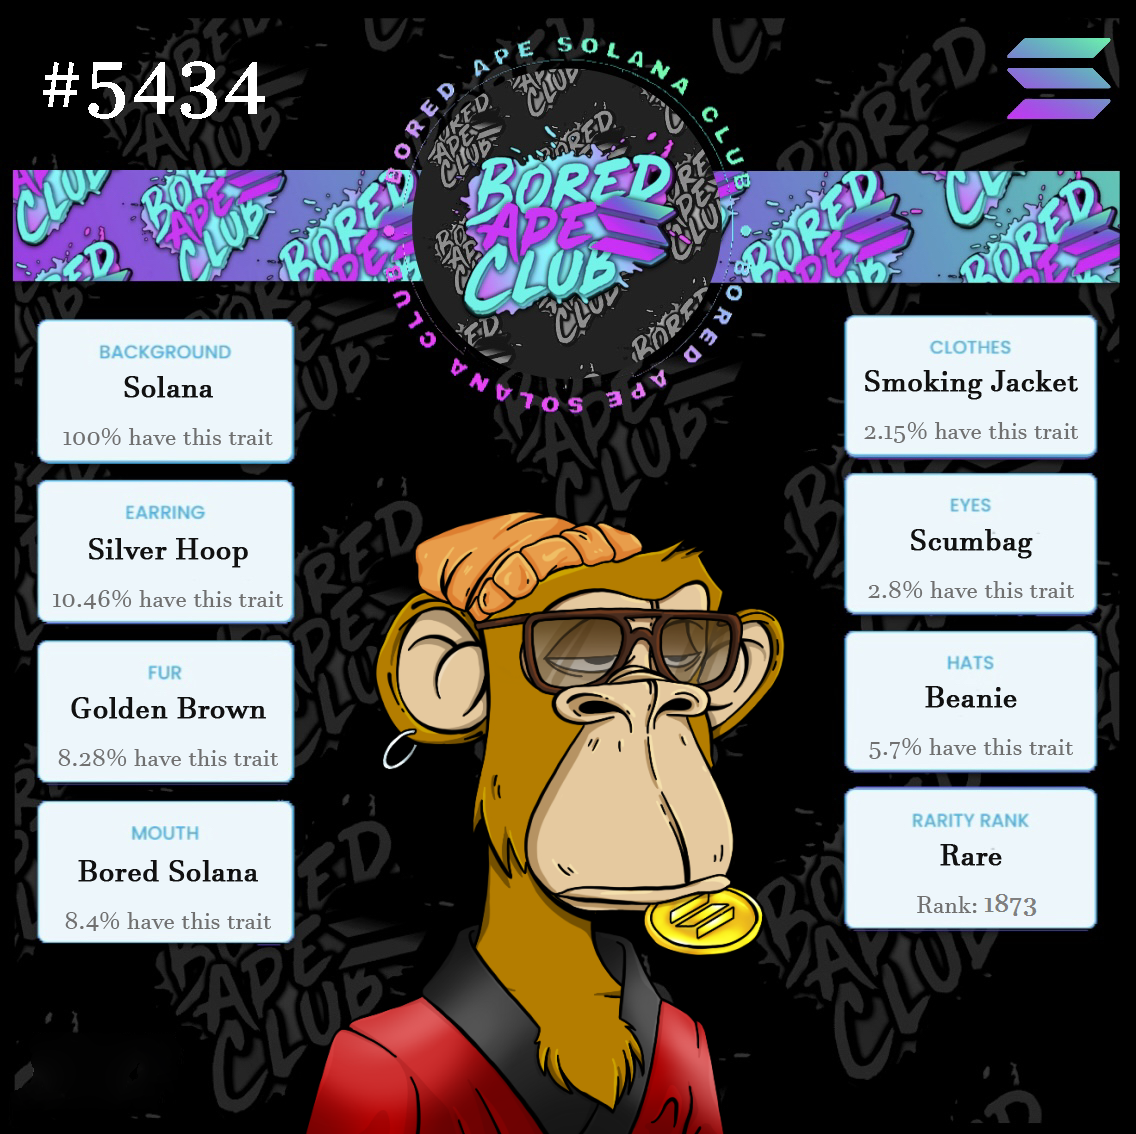 #5434
BORED APE SOLANA CLUB
BORED
APE
CLUB
BORED APE SOLANA CLUB
BACKGROUND
Solana
100% have this trait
EARRING
Silver Hoop
10.46% have this trait
FUR
Golden Brown
8.28% have this trait
MOUTH
Bored Solana
8.4% have this trait
CLOTHES
Smoking Jacket
2.15% have this trait
EYES
Scumbag
2.8% have this trait
HATS
Beanie
5.7% have this trait
RARITY RANK
Rare
Rank: 1873